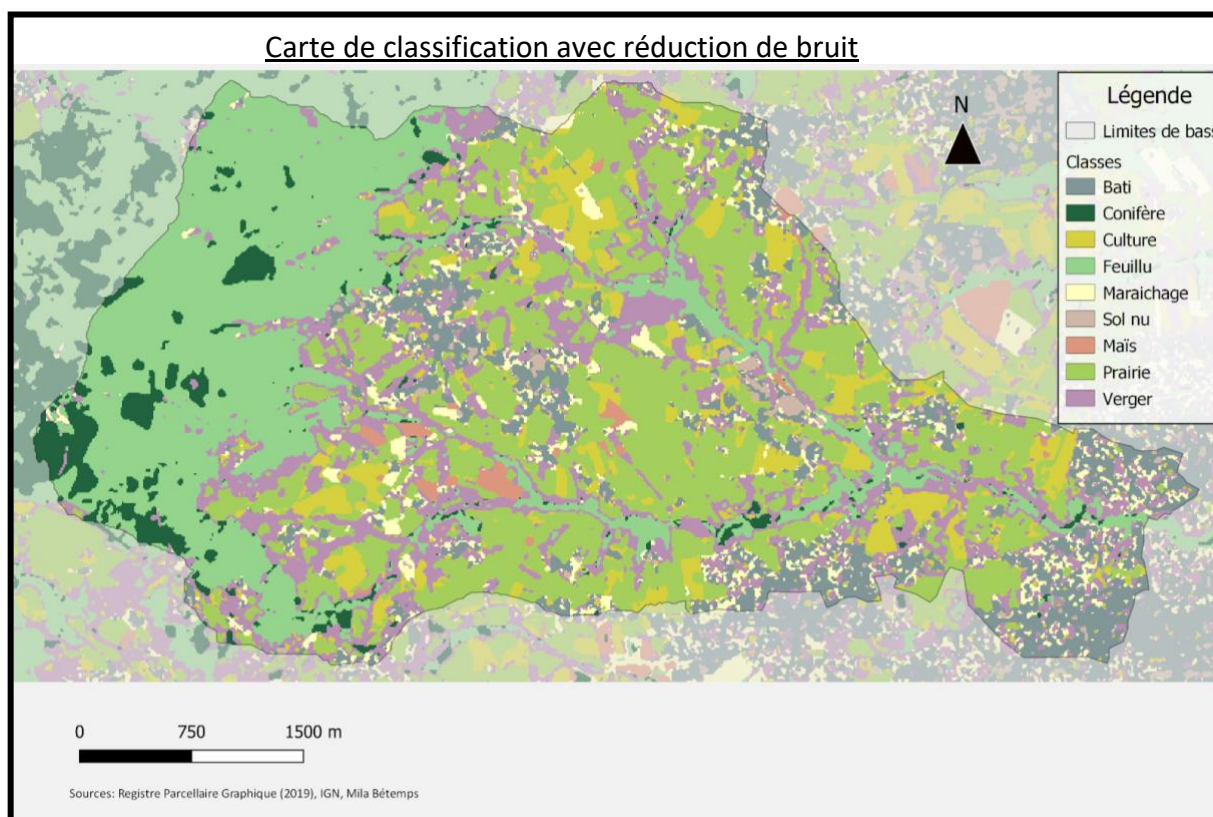 Carte de classification avec réduction de bruit
N
Légende
Limites de bass
Classes
Bati
Conifère
Culture
Feuillu
Maraichage
Sol nu
Maïs
Prairie
Verger
0 750 1500 m
Sources: Registre Parcellaire Graphique (2019), IGN, Mila Bétemps